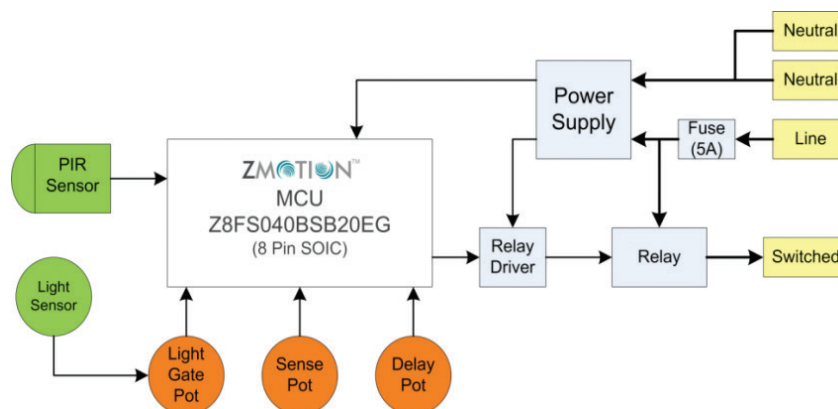 Neutral
Neutral
Power
Supply
Fuse
(5A)
Line
PIR
Sensor
ZMOTION™
MCU
Z8FS040BSB20EG
(8 Pin SOIC)
Relay
Driver
Relay
Switched
Light
Sensor
Light
Gate
Pot
Sense
Pot
Delay
Pot